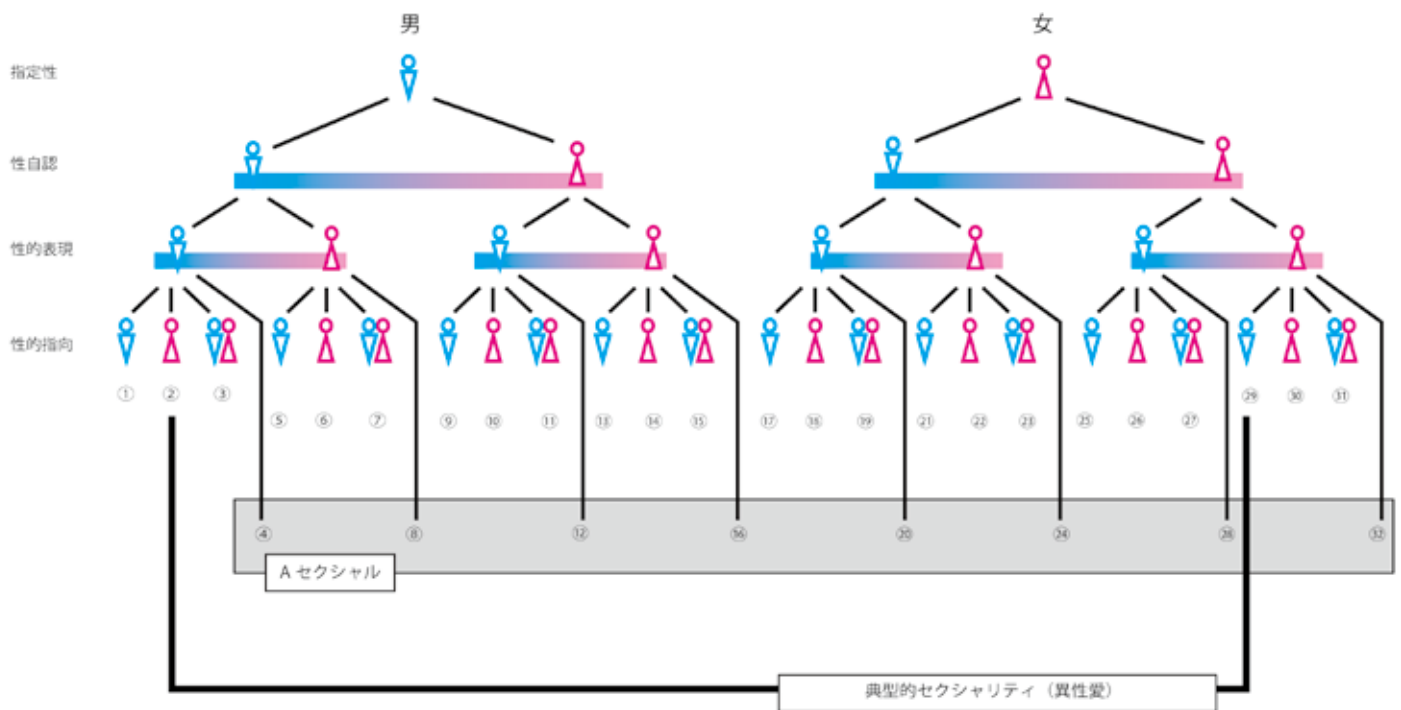 男 女
指定性
性自認
性的表現
性的指向
① ② ③ ㉙ ㉚ ㉛
⑤ ⑥ ⑦ ⑨ ⑩ ⑪ ⑬ ⑭ ⑮ ⑰ ⑱ ⑲ ㉑ ㉒ ㉓ ㉕ ㉖ ㉗
④ ⑧ ⑫ ⑯ ⑳ ㉔ ㉘ ㉜
A セクシャル
典型的セクシャリティ（異性愛）